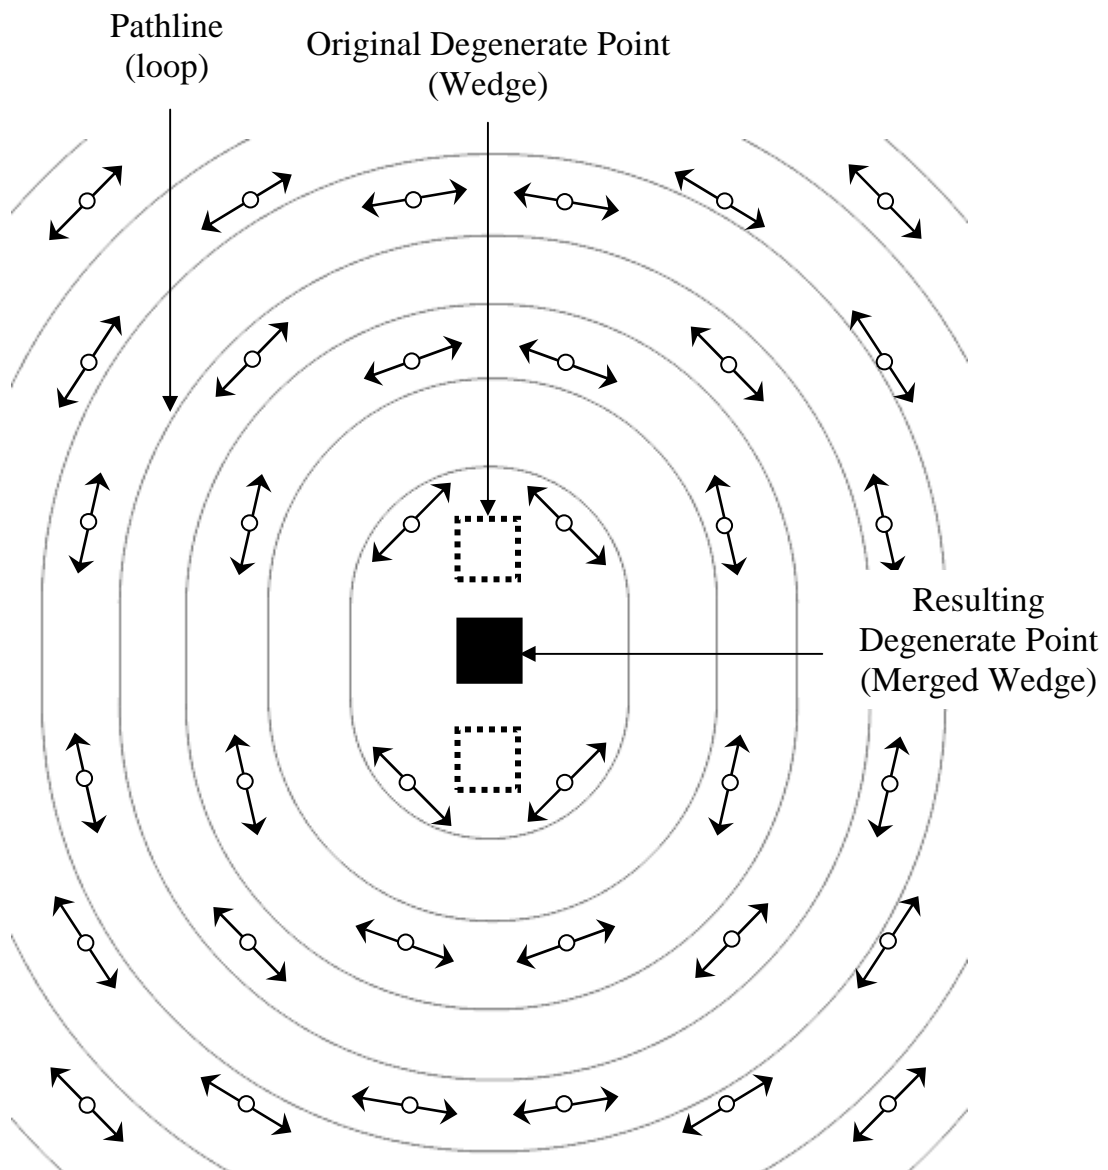 Pathline
(loop)
Original Degenerate Point
(Wedge)
Resulting
Degenerate Point
(Merged Wedge)